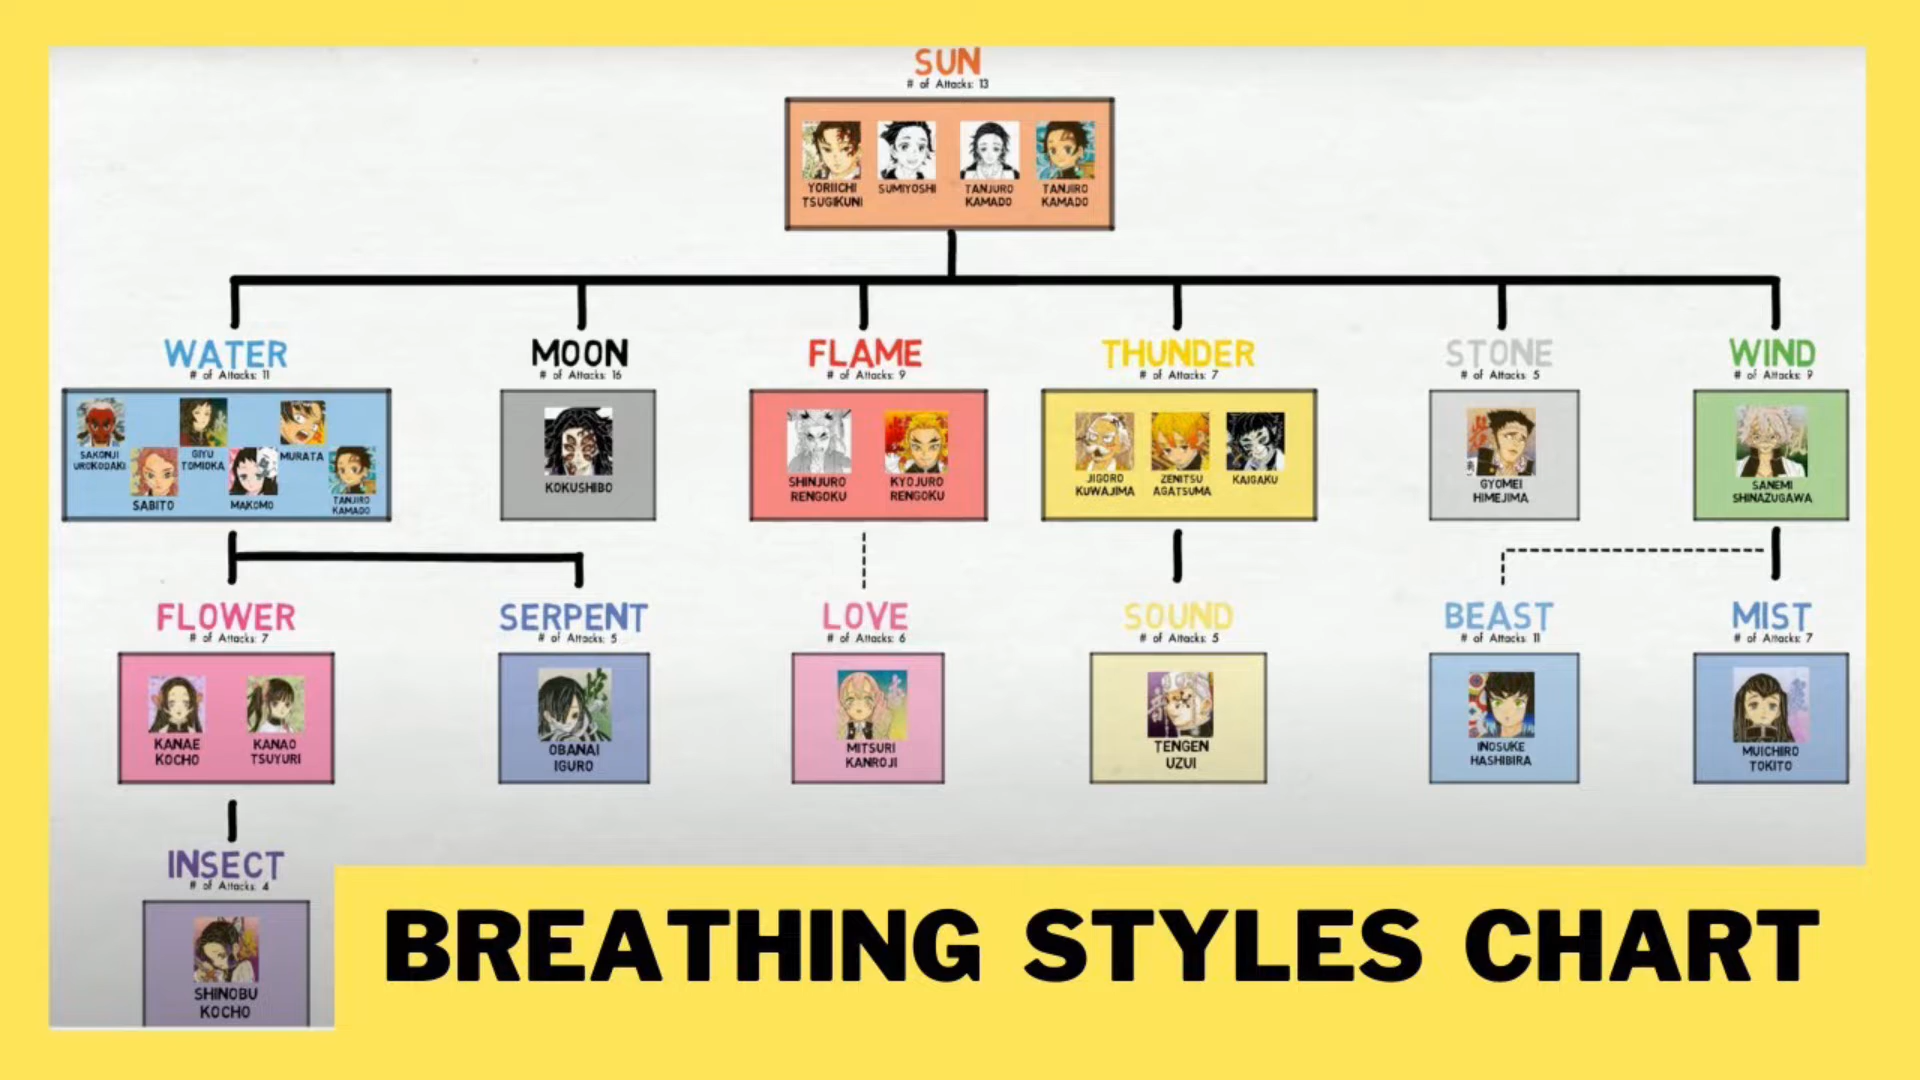 SUN
# of Attacks: 13
YORIICHI
TSUGIKUNI
SUMIYOSHI
TANJURO
KAMADO
TANJIRO
KAMADO
WATER
# of Attacks: 11
SAKONJI
UROKODAKI
SABITO
GIYU
TOMIOKA
MAKOMO
MURATA
TANJIRO
KAMADO
MOON
# of Attacks: 16
KOKUSHIBO
FLAME
# of Attacks: 9
SHINJURO
RENGOKU
KYOJURO
RENGOKU
THUNDER
# of Attacks: 7
JIGORO
KUWAJIMA
ZENITSU
AGATSUMA
KAIGAKU
STONE
# of Attacks: 5
GYOMEI
HIMEJIMA
WIND
# of Attacks: 9
SANEMI
SHINAZUGAWA
FLOWER
# of Attacks: 7
KANAE
KOCHO
KANAO
TSUYURI
SERPENT
# of Attacks: 5
OBANAI
IGURO
LOVE
# of Attacks: 6
MITSURI
KANROJI
SOUND
# of Attacks: 5
TENGEN
UZUI
BEAST
# of Attacks: 11
INOSUKE
HASHIBIRA
MIST
# of Attacks: 7
MUICHIRO
TOKITO
INSECT
# of Attacks: 4
SHINOBU
KOCHO
BREATHING STYLES CHART